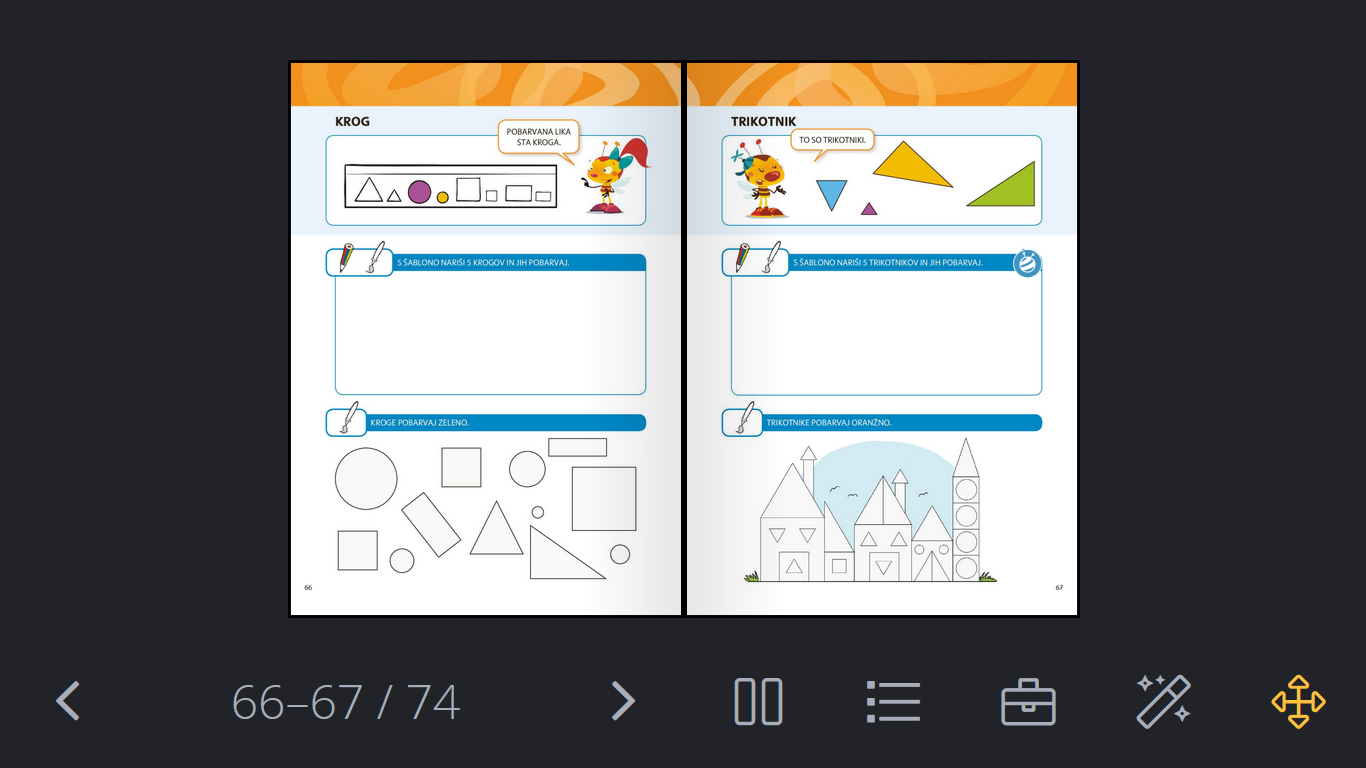 KROG
POBARVANA LIKA
STA KROGA.
S ŠABLONO NARIŠI 5 KROGOV IN JIH POBARVAJ.
KROGE POBARVAJ ZELENO.
66
TRIKOTNIK
TO SO TRIKOTNIKI.
S ŠABLONO NARIŠI 5 TRIKOTNIKOV IN JIH POBARVAJ.
TRIKOTNIKE POBARVAJ ORANŽNO.
67
66–67 / 74